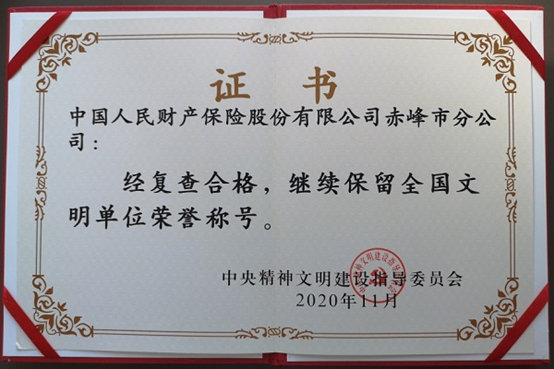 证 书
中国人民财产保险股份有限公司赤峰市分公
司：
经复查合格，继续保留全国文
明单位荣誉称号。
中央精神文明建设指导委员会
2020年11月